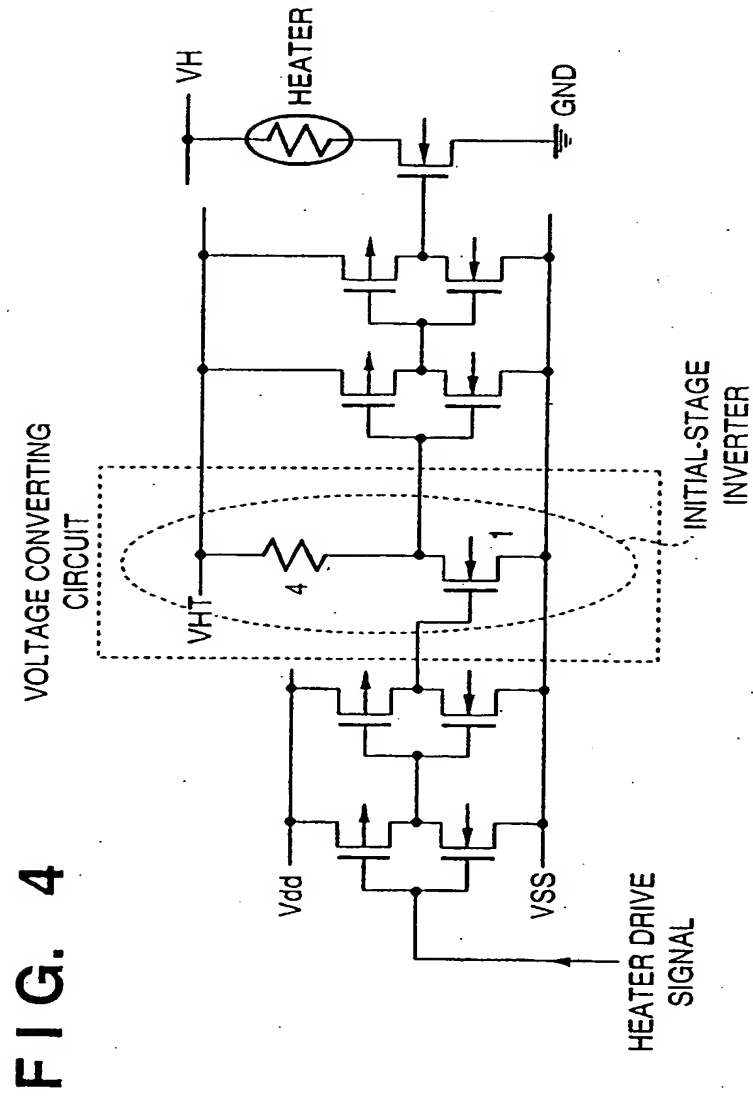 FIG. 4
VOLTAGE CONVERTING
CIRCUIT
VH
HEATER
VHT
4
Vdd
1
GND
VSS
INITIAL-STAGE
INVERTER
HEATER DRIVE
SIGNAL